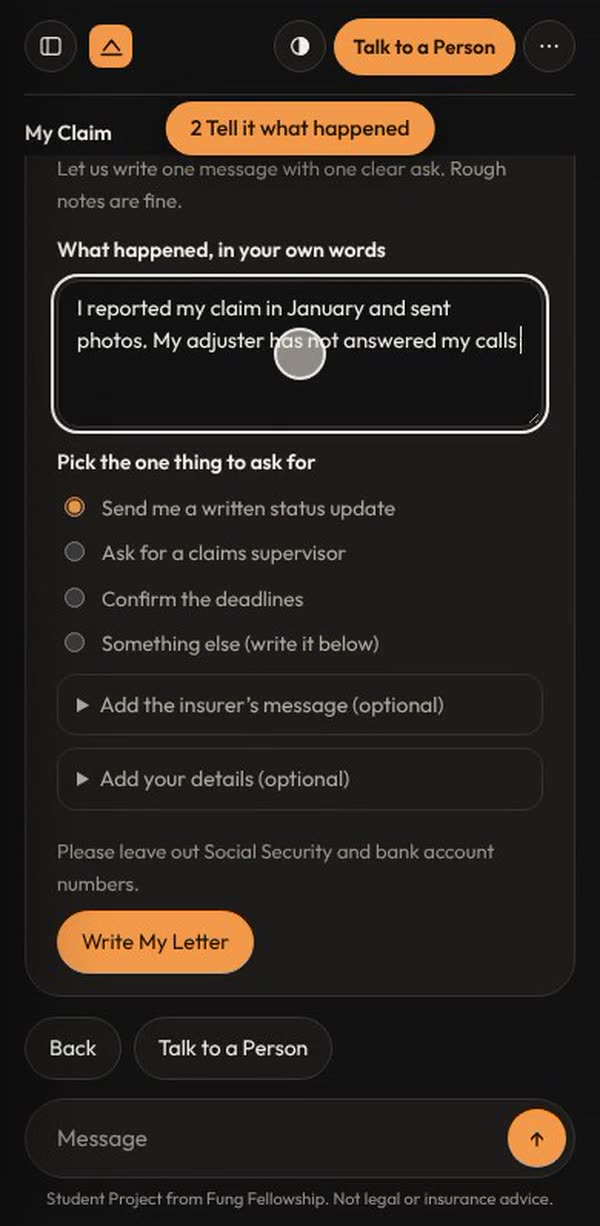 Talk to a Person
My Claim
2 Tell it what happened
Let us write one message with one clear ask. Rough
notes are fine.
What happened, in your own words
I reported my claim in January and sent
photos. My adjuster has not answered my calls
Pick the one thing to ask for
Send me a written status update
Ask for a claims supervisor
Confirm the deadlines
Something else (write it below)
Add the insurer’s message (optional)
Add your details (optional)
Please leave out Social Security and bank account
numbers.
Write My Letter
Back
Talk to a Person
Message
Student Project from Fung Fellowship. Not legal or insurance advice.